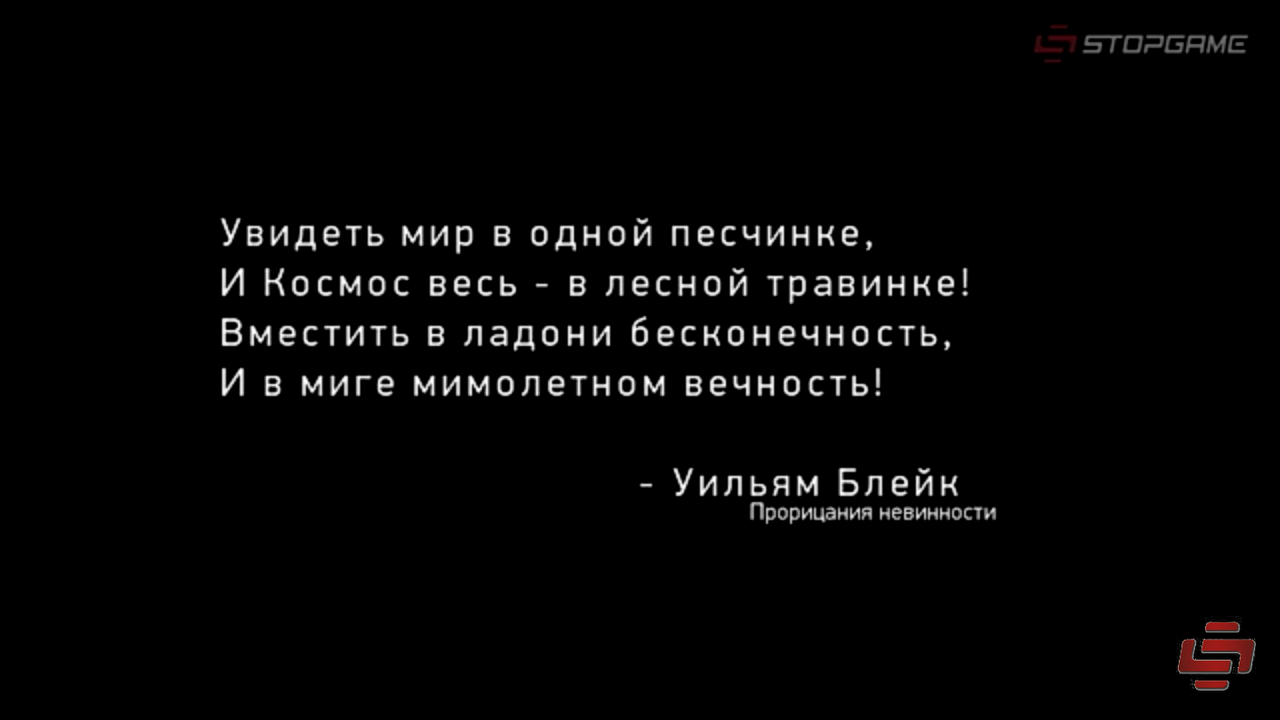 STOPGAME
Увидеть мир в одной песчинке,
И Космос весь - в лесной травинке!
Вместить в ладони бесконечность,
И в миге мимолетном вечность!
- Уильям Блейк
Прорицания невинности